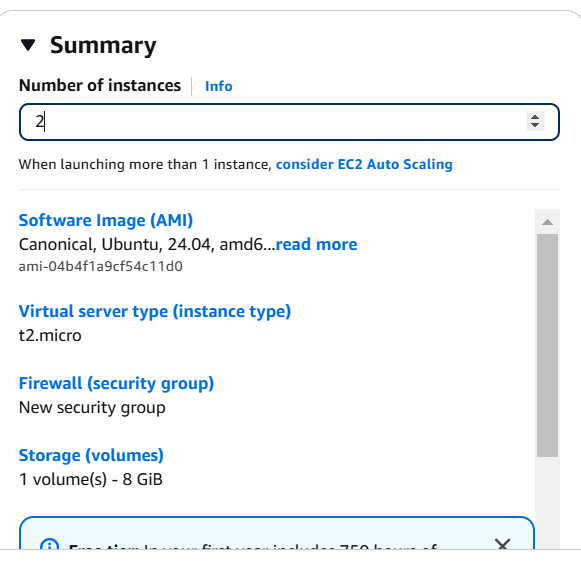 Summary
Number of instances Info
2
When launching more than 1 instance, consider EC2 Auto Scaling
Software Image (AMI)
Canonical, Ubuntu, 24.04, amd6...read more
ami-04b4f1a9cf54c11d0
Virtual server type (instance type)
t2.micro
Firewall (security group)
New security group
Storage (volumes)
1 volume(s) - 8 GiB
Free tier: In your first year includes 750 hours of